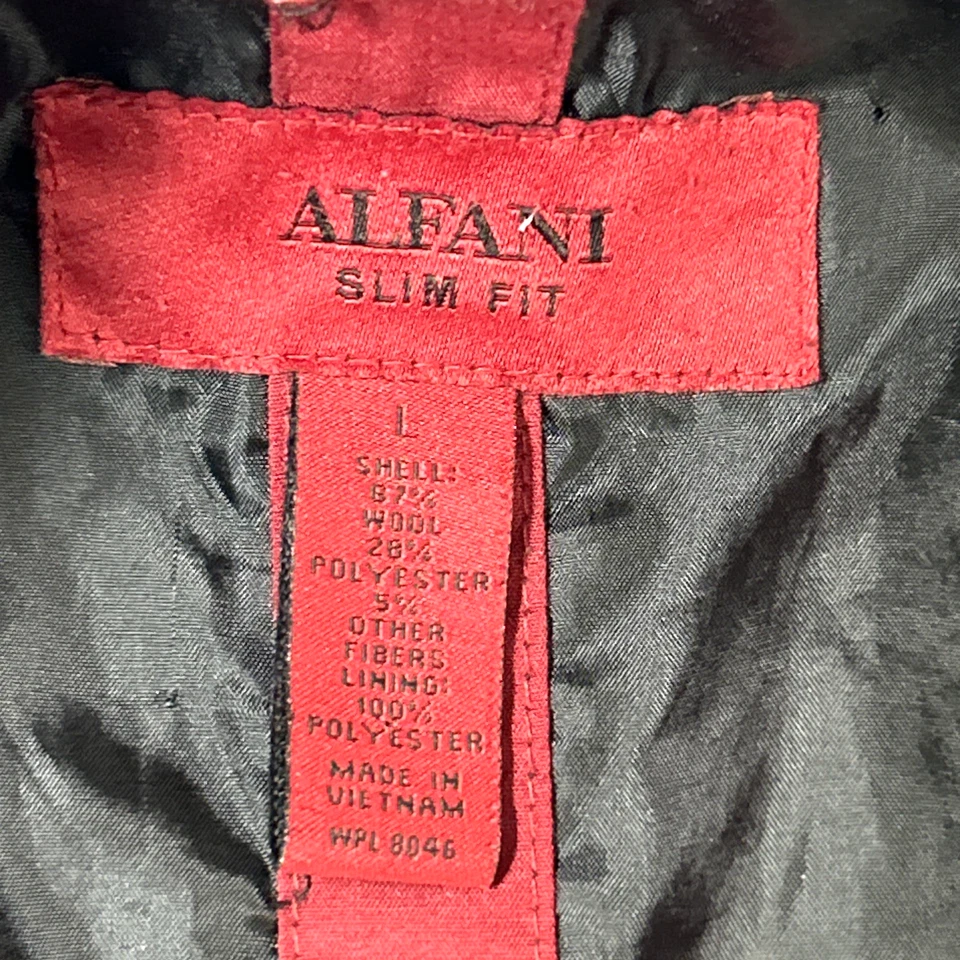 ALFANI
SLIM FIT
L
SHELL:
67%
WOOL
28%
POLYESTER
5%
OTHER
FIBERS
LINING:
100%
POLYESTER
MADE IN
VIETNAM
WPL 8046